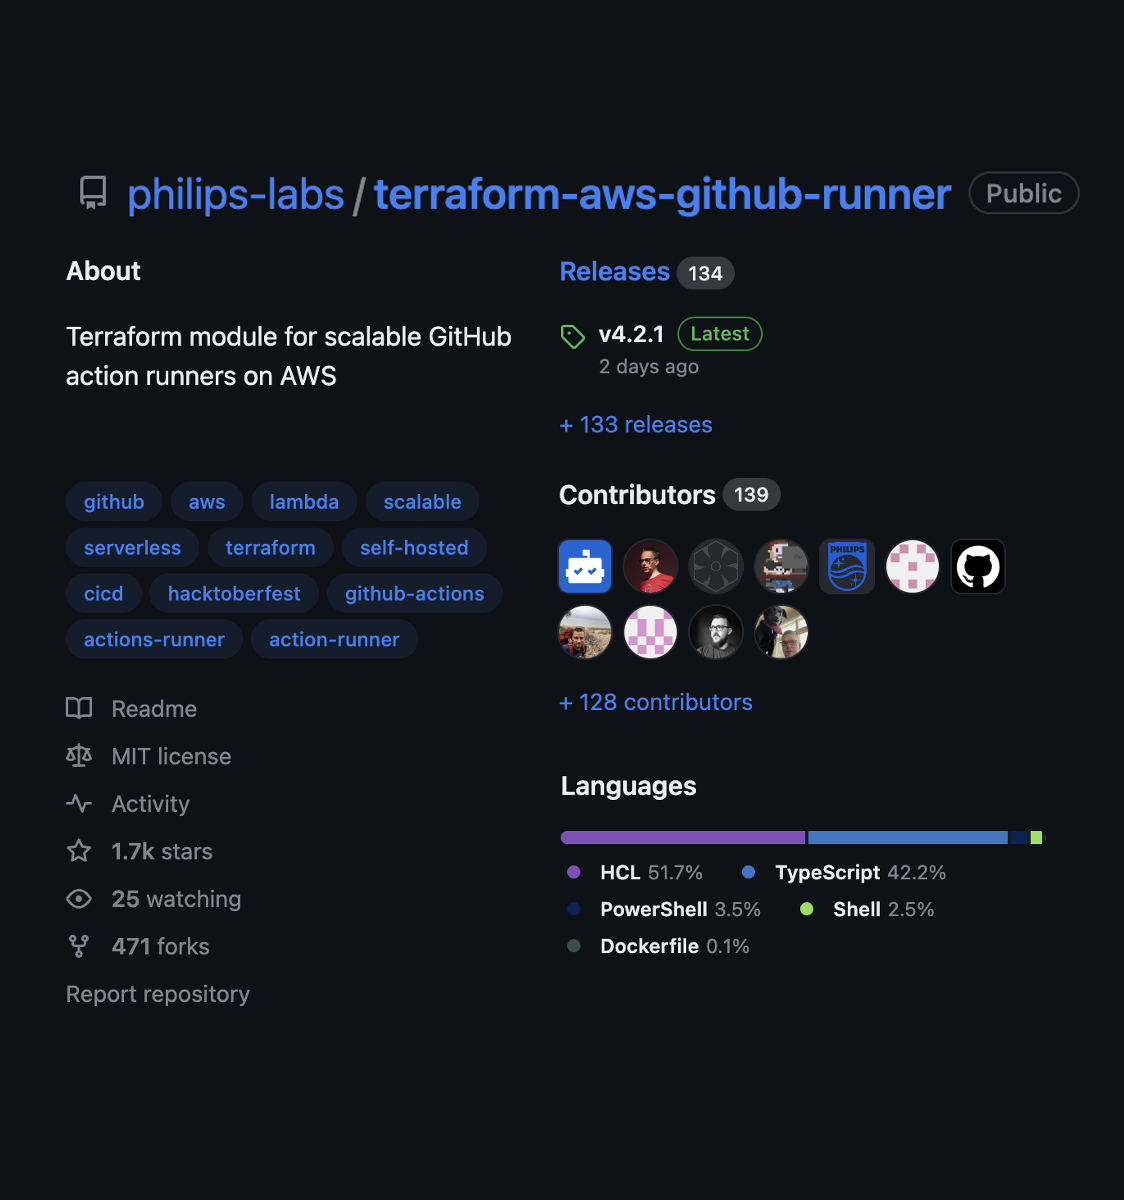 philips-labs / terraform-aws-github-runner Public
About
Terraform module for scalable GitHub
action runners on AWS
github aws lambda scalable
serverless terraform self-hosted
cicd hacktoberfest github-actions
actions-runner action-runner
Readme
MIT license
Activity
1.7k stars
25 watching
471 forks
Report repository
Releases 134
v4.2.1 Latest
2 days ago
+ 133 releases
Contributors 139
PHILIPS
+ 128 contributors
Languages
HCL 51.7% TypeScript 42.2%
PowerShell 3.5% Shell 2.5%
Dockerfile 0.1%